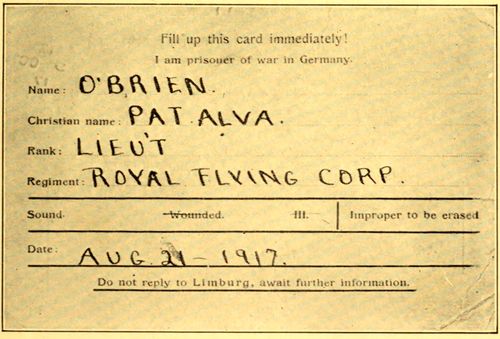 Fill up this card immediately!
I am prisoner of war in Germany.
Name: O'BRIEN.
Christian name: PAT ALVA.
Rank: LIEU'T
Regiment: ROYAL FLYING CORP.
Sound. Wounded. Ill. Improper to be erased
Date: AUG. 21 - 1917.
Do not reply to Limburg, await further information.